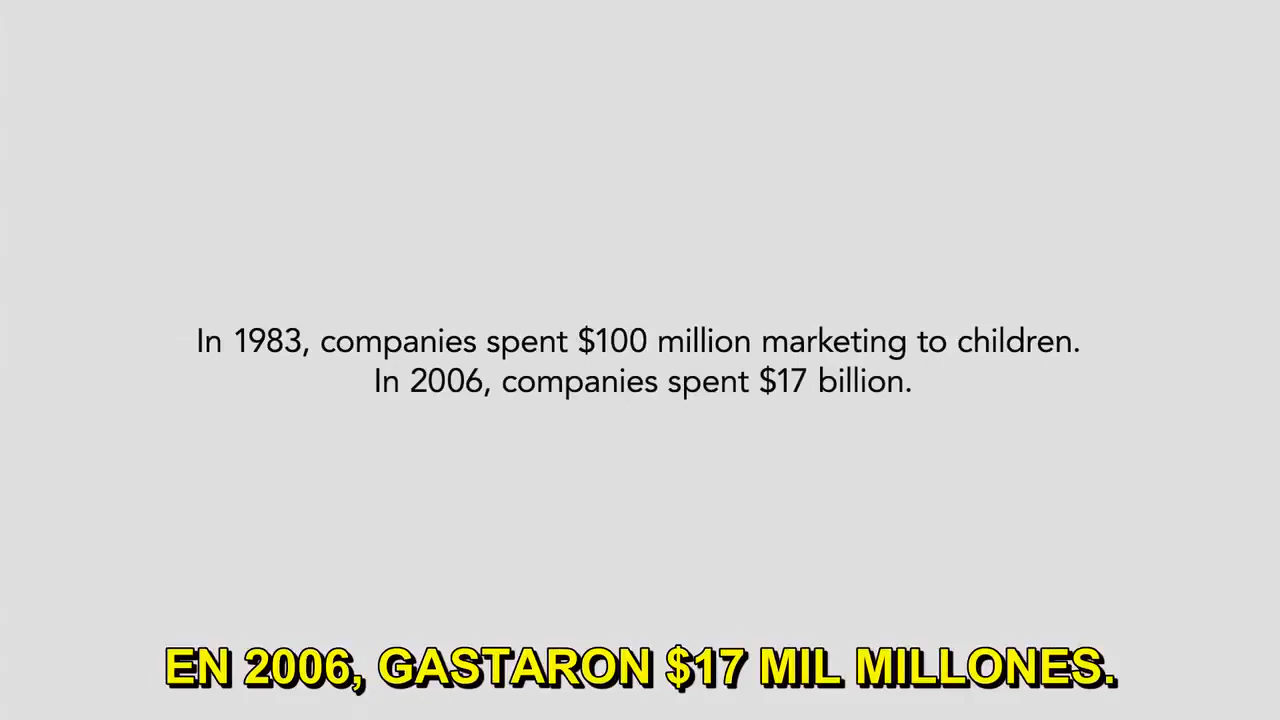 In 1983, companies spent $100 million marketing to children.
In 2006, companies spent $17 billion.
EN 2006, GASTARON $17 MIL MILLONES.